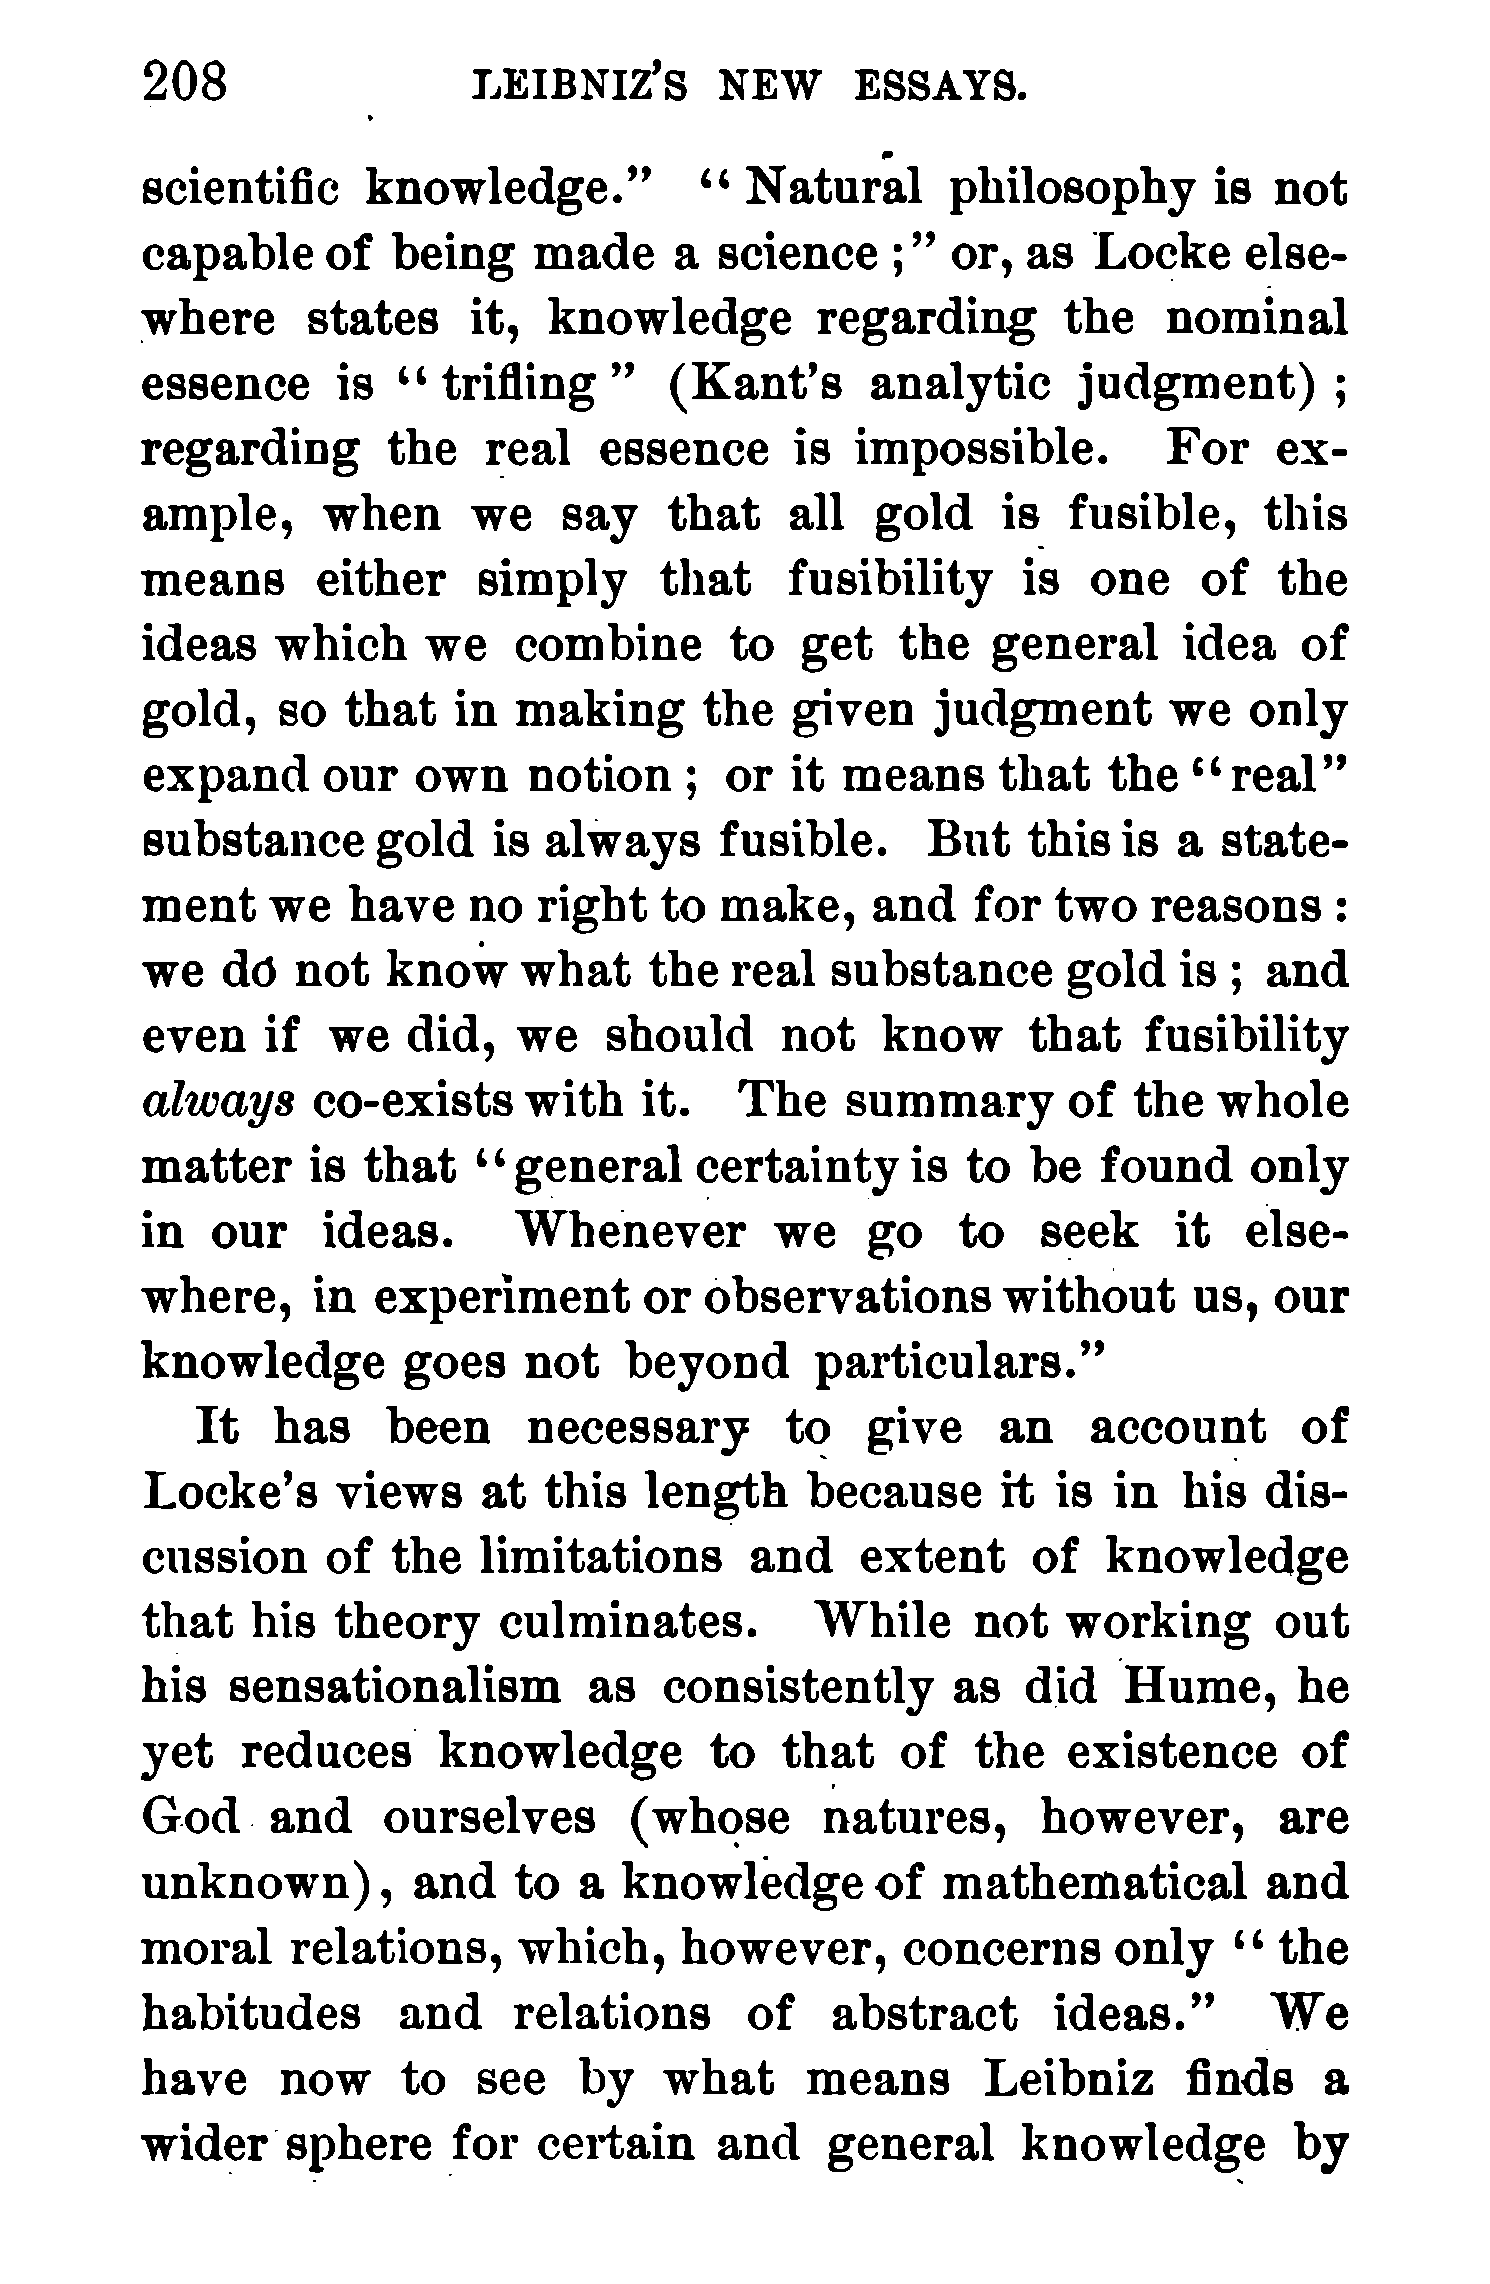 208 LEIBNIZ'S NEW ESSAYS.
scientific knowledge." "Natural philosophy is not
capable of being made a science;" or, as Locke else-
where states it, knowledge regarding the nominal
essence is "trifling" (Kant's analytic judgment);
regarding the real essence is impossible. For ex-
ample, when we say that all gold is fusible, this
means either simply that fusibility is one of the
ideas which we combine to get the general idea of
gold, so that in making the given judgment we only
expand our own notion; or it means that the "real"
substance gold is always fusible. But this is a state-
ment we have no right to make, and for two reasons:
we do not know what the real substance gold is; and
even if we did, we should not know that fusibility
always co-exists with it. The summary of the whole
matter is that "general certainty is to be found only
in our ideas. Whenever we go to seek it else-
where, in experiment or observations without us, our
knowledge goes not beyond particulars."
It has been necessary to give an account of
Locke's views at this length because it is in his dis-
cussion of the limitations and extent of knowledge
that his theory culminates. While not working out
his sensationalism as consistently as did Hume, he
yet reduces knowledge to that of the existence of
God and ourselves (whose natures, however, are
unknown), and to a knowledge of mathematical and
moral relations, which, however, concerns only "the
habitudes and relations of abstract ideas." We
have now to see by what means Leibniz finds a
wider sphere for certain and general knowledge by